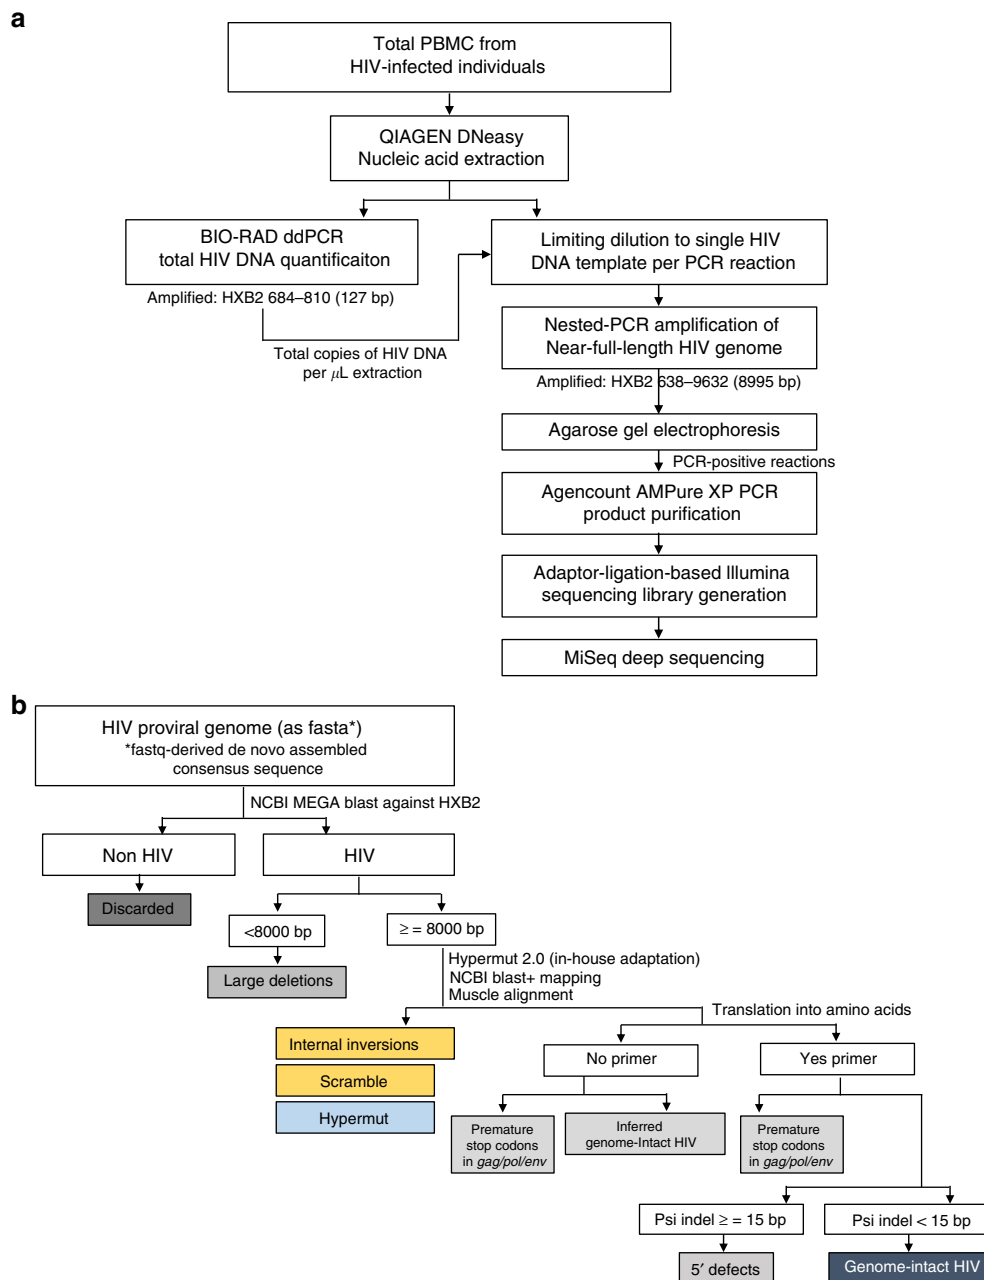 a
Total PBMC from
HIV-infected individuals
QIAGEN DNeasy
Nucleic acid extraction
BIO-RAD ddPCR
total HIV DNA quantificaiton
Limiting dilution to single HIV
DNA template per PCR reaction
Amplified: HXB2 684–810 (127 bp)
Total copies of HIV DNA
per μL extraction
Nested-PCR amplification of
Near-full-length HIV genome
Amplified: HXB2 638–9632 (8995 bp)
Agarose gel electrophoresis
PCR-positive reactions
Agencount AMPure XP PCR
product purification
Adaptor-ligation-based Illumina
sequencing library generation
MiSeq deep sequencing
b
HIV proviral genome (as fasta*)
*fastq-derived de novo assembled
consensus sequence
NCBI MEGA blast against HXB2
Non HIV
HIV
Discarded
<8000 bp
≥ = 8000 bp
Large deletions
Hypermut 2.0 (in-house adaptation)
NCBI blast+ mapping
Muscle alignment
Translation into amino acids
Internal inversions
Scramble
Hypermut
No primer
Yes primer
Premature
stop codons
in gag/pol/env
Inferred
genome-Intact HIV
Premature
stop codons
in gag/pol/env
Psi indel ≥ = 15 bp
Psi indel < 15 bp
5′ defects
Genome-intact HIV